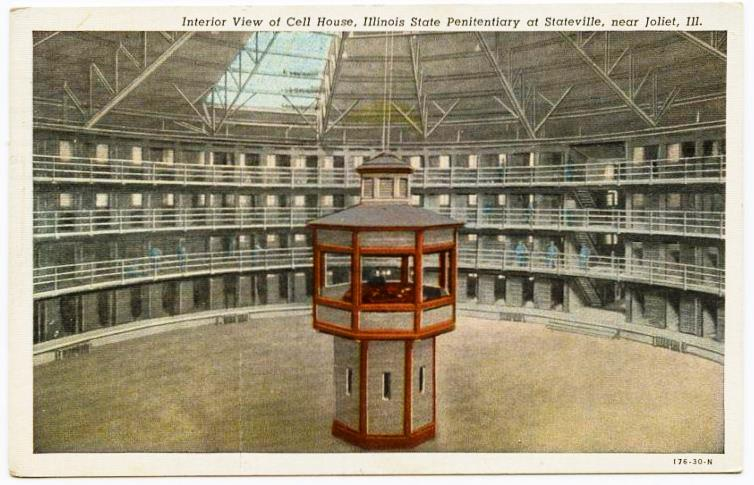 Interior View of Cell House, Illinois State Penitentiary at Stateville, near Joliet, Ill.
176-30-N